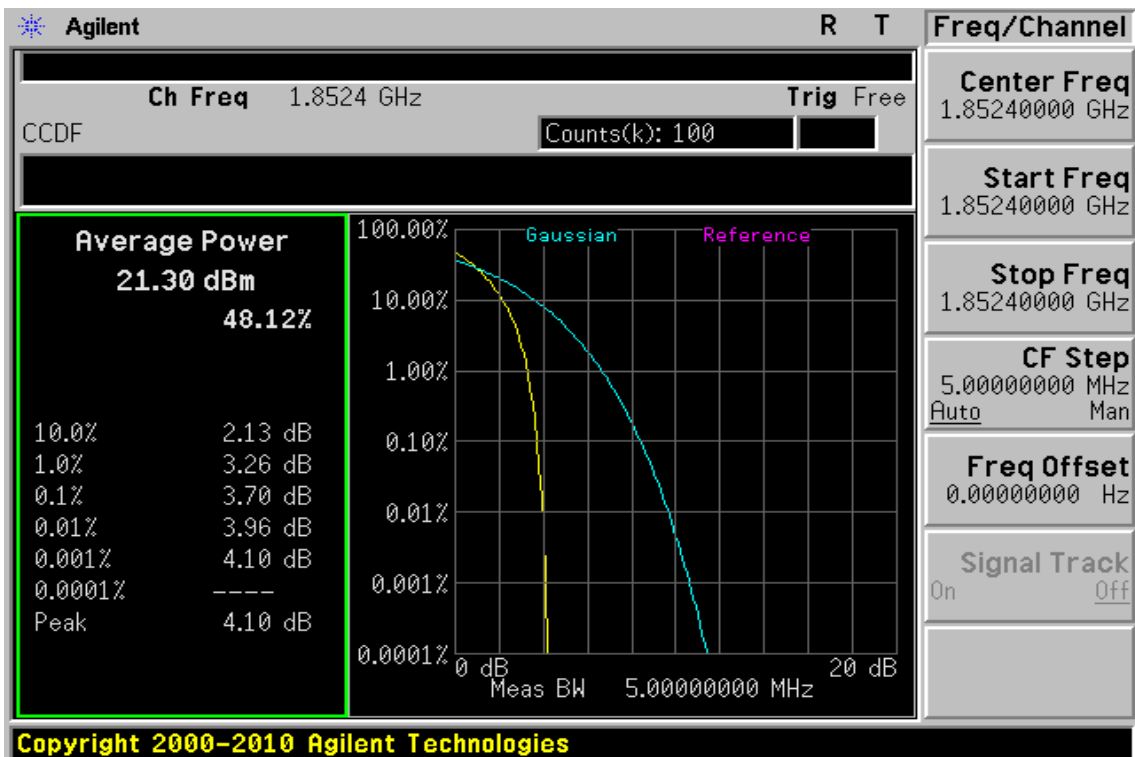 Agilent R T
Ch Freq 1.8524 GHz Trig Free
CCDF Counts(k): 100
Average Power
21.30 dBm
48.12%
10.0% 2.13 dB
1.0% 3.26 dB
0.1% 3.70 dB
0.01% 3.96 dB
0.001% 4.10 dB
0.0001% ----
Peak 4.10 dB
Gaussian Reference
100.00%
10.00%
1.00%
0.10%
0.01%
0.001%
0.0001%
0 dB 20 dB
Meas BW 5.000000000 MHz
Freq/Channel
Center Freq
1.85240000 GHz
Start Freq
1.85240000 GHz
Stop Freq
1.85240000 GHz
CF Step
5.00000000 MHz
Auto Man
Freq Offset
0.00000000 Hz
Signal Track
On Off
Copyright 2000-2010 Agilent Technologies